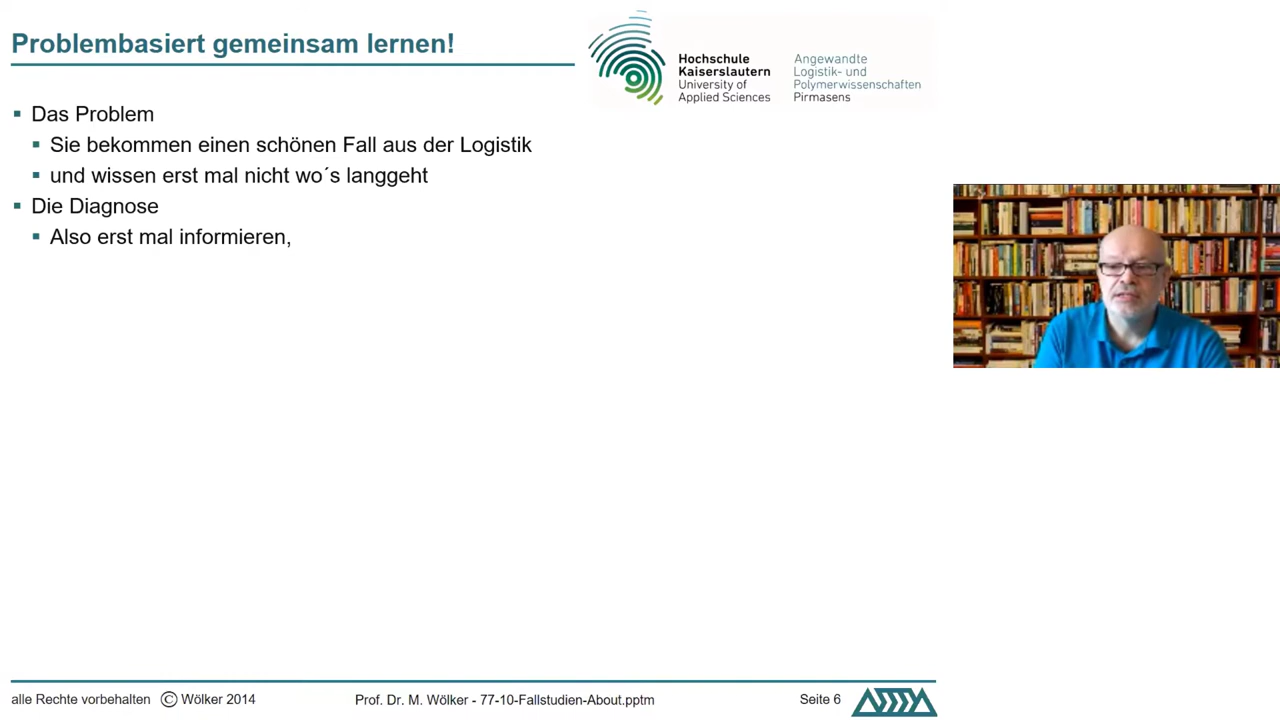 Problembasiert gemeinsam lernen!
Hochschule
Kaiserslautern
University of
Applied Sciences
Angewandte
Logistik- und
Polymerwissenschaften
Pirmasens
Das Problem
Sie bekommen einen schönen Fall aus der Logistik
und wissen erst mal nicht wo´s langgeht
Die Diagnose
Also erst mal informieren,
alle Rechte vorbehalten © Wölker 2014
Prof. Dr. M. Wölker - 77-10-Fallstudien-About.pptm
Seite 6